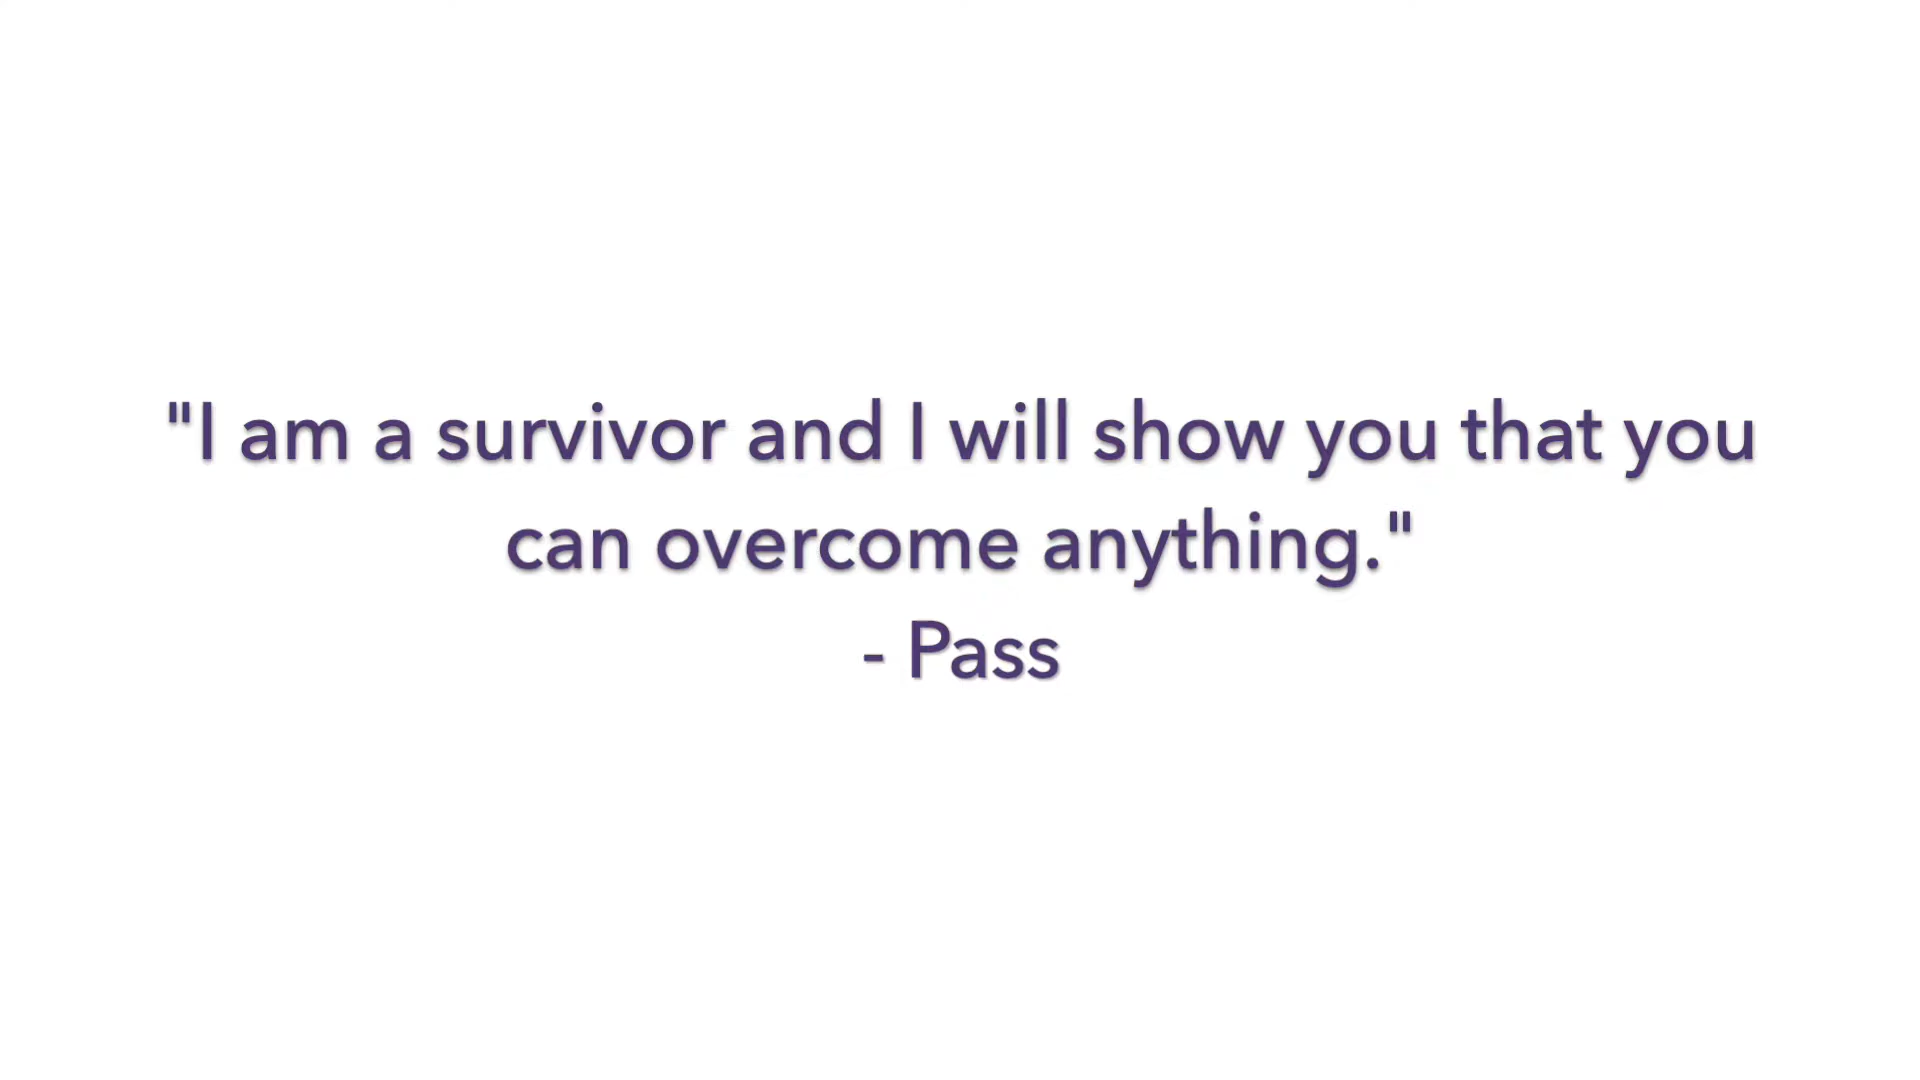 "I am a survivor and I will show you that you
can overcome anything."
- Pass